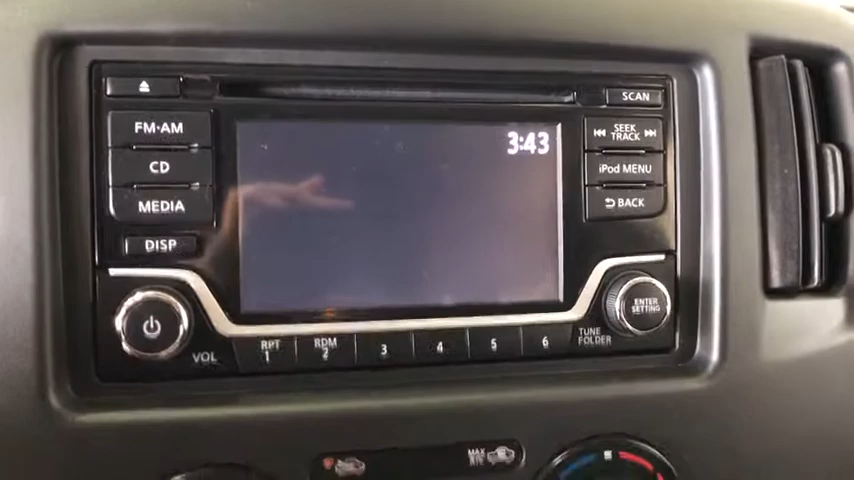 SCAN
FM·AM
3:43
SEEK
TRACK
CD
iPod MENU
MEDIA
BACK
DISP
ENTER
SETTING
VOL
RPT
1
RDM
2
3
4
5
6
TUNE
FOLDER
MAX
A/C